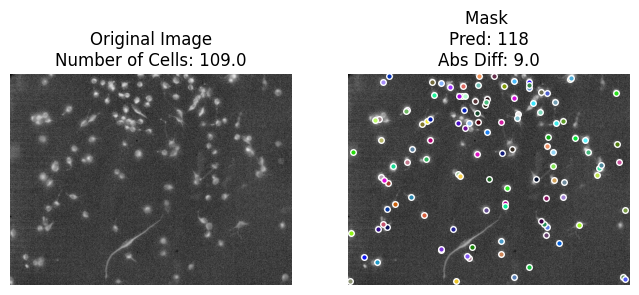 Original Image
Number of Cells: 109.0
Mask
Pred: 118
Abs Diff: 9.0